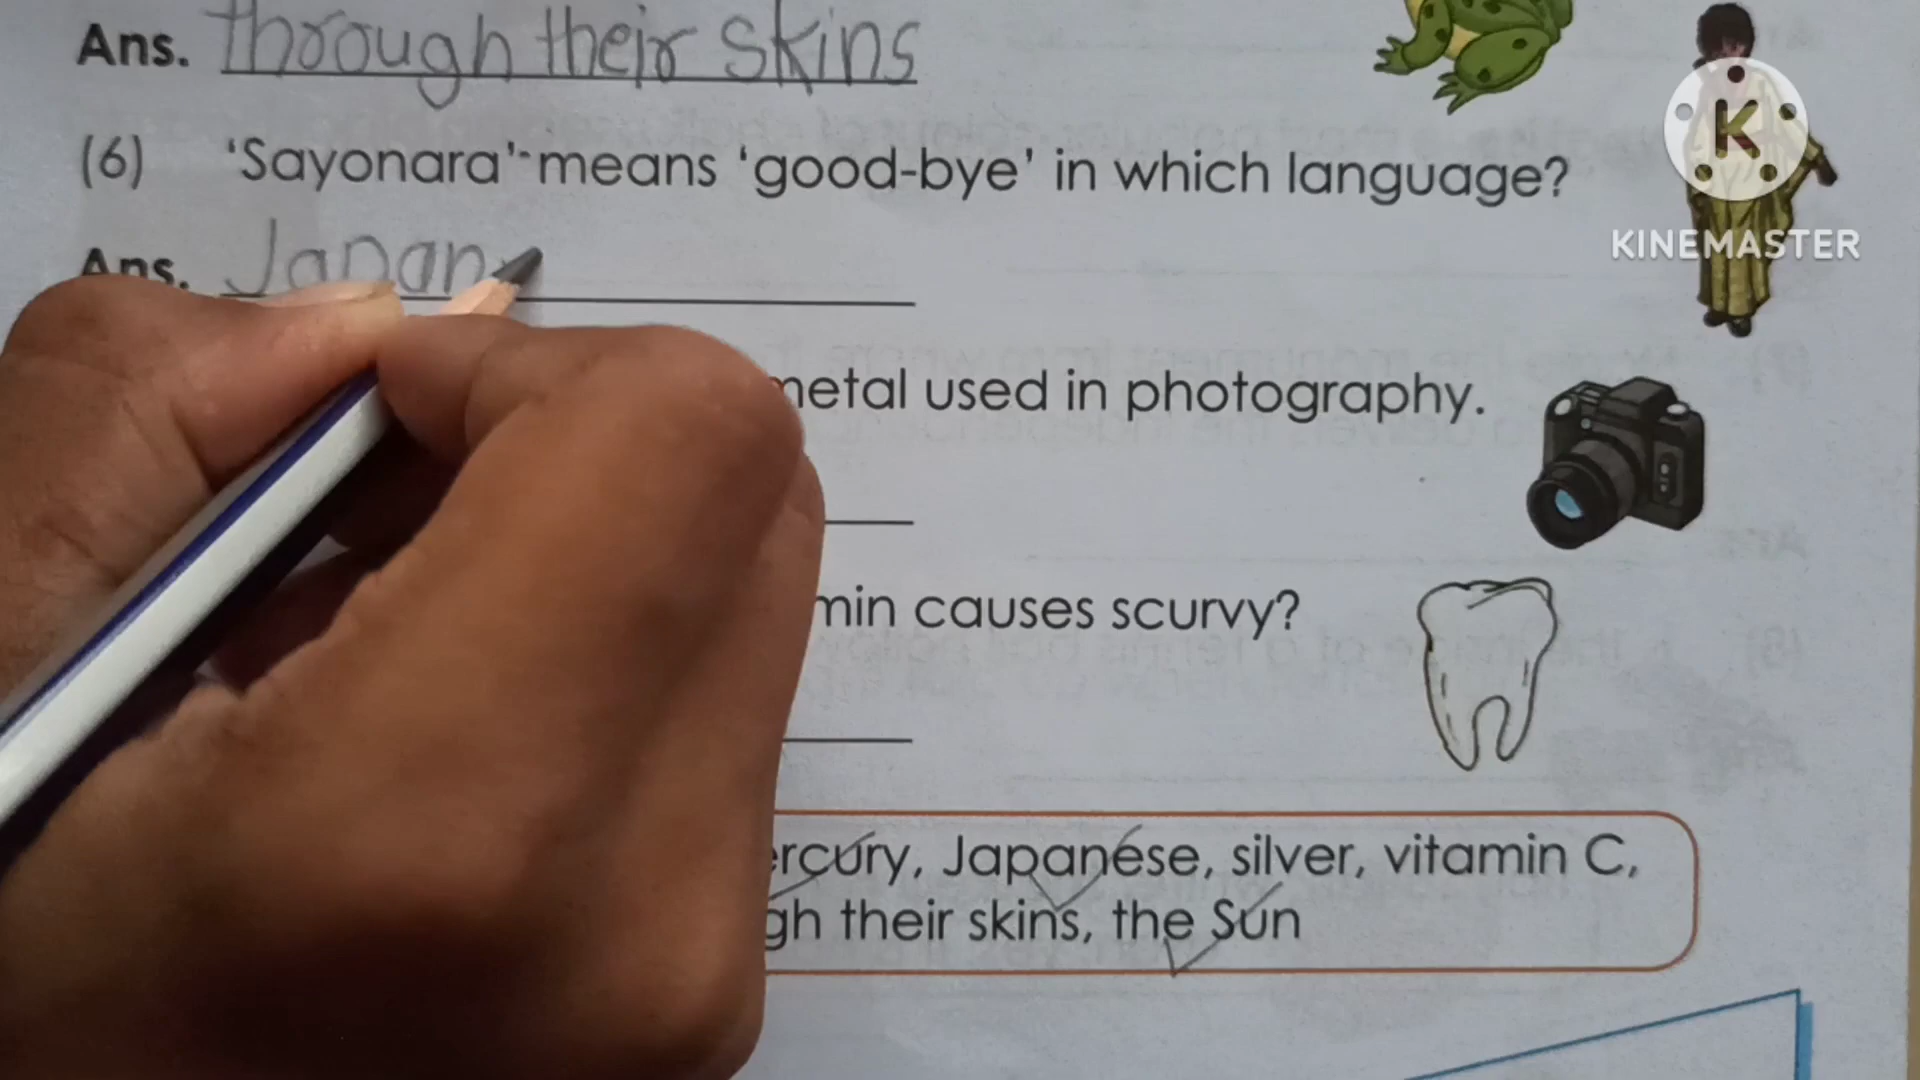 Ans. through their skins
(6) 'Sayonara' means 'good-bye' in which language?
Ans. Japan
KINEMASTER
metal used in photography.
min causes scurvy?
ercury, Japanese, silver, vitamin C,
gh their skins, the Sun